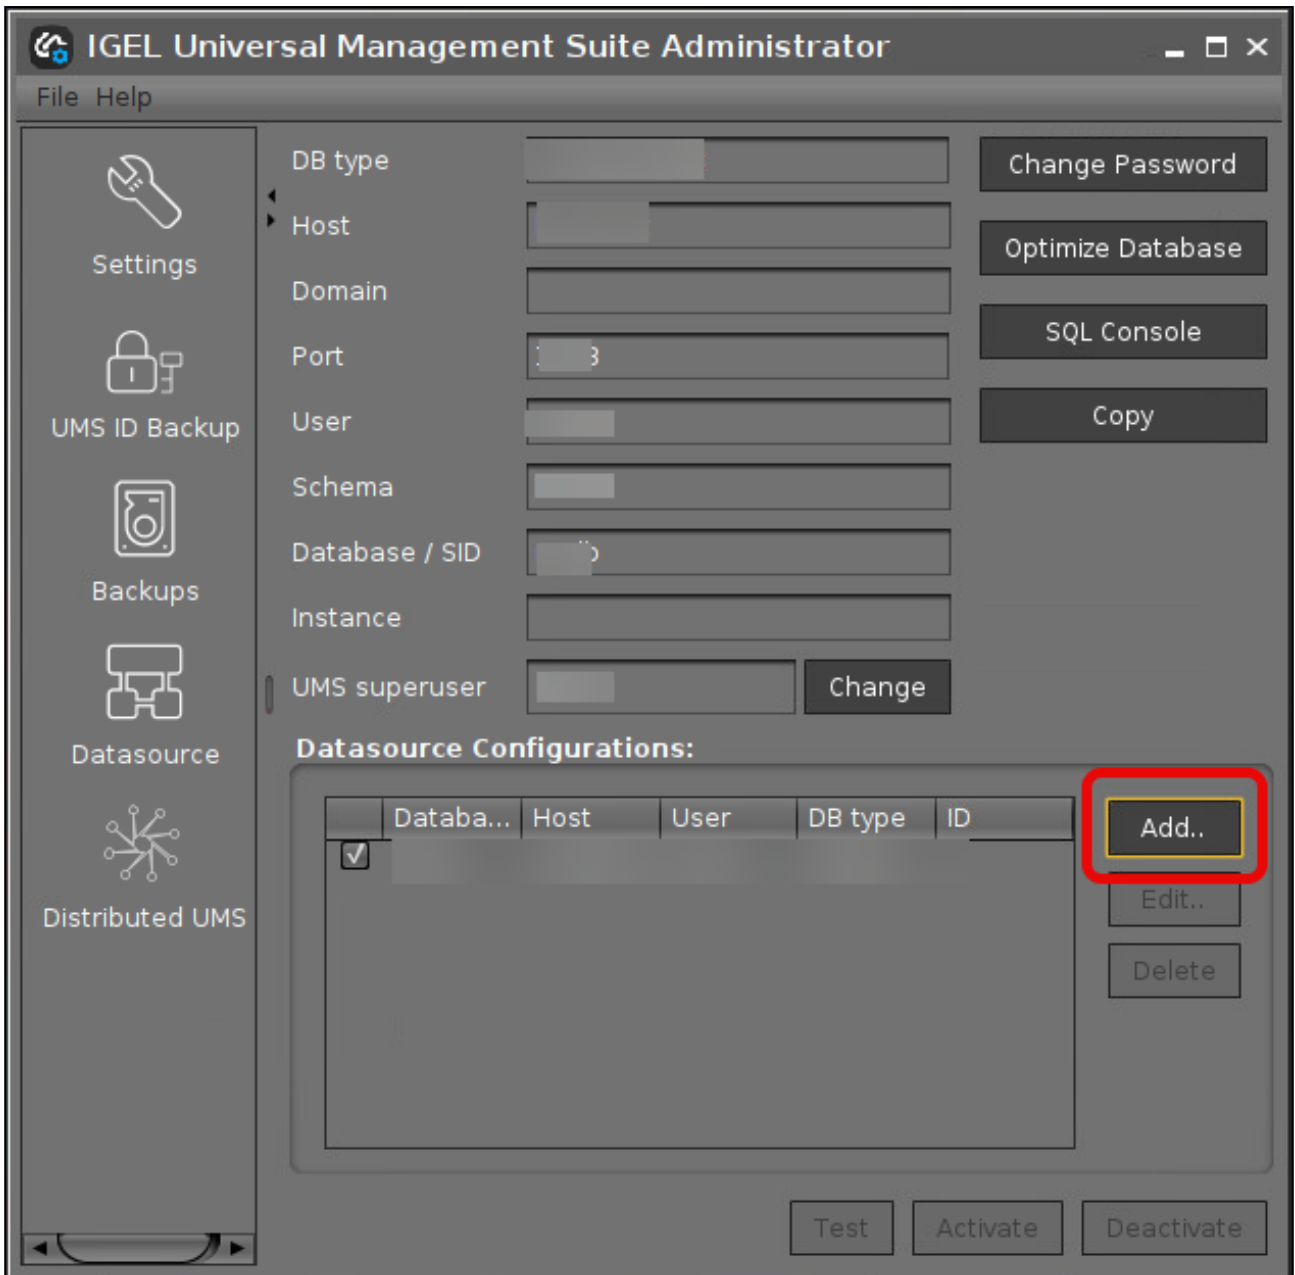 IGEL Universal Management Suite Administrator
File Help
Settings
UMS ID Backup
Backups
Datasource
Distributed UMS
DB type
Host
Domain
Port
User
Schema
Database / SID
Instance
UMS superuser
Change
Change Password
Optimize Database
SQL Console
Copy
Datasource Configurations:
Databa... Host User DB type ID
Add..
Edit..
Delete
Test Activate Deactivate